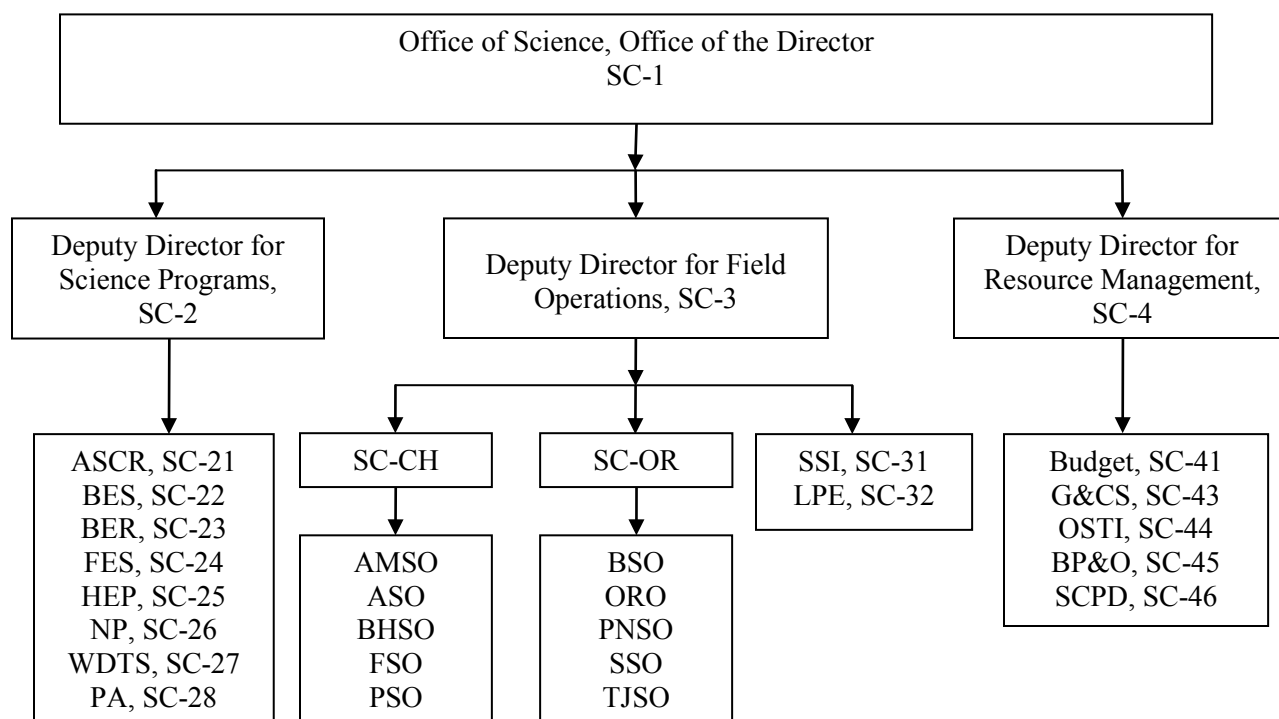 Office of Science, Office of the Director
SC-1
Deputy Director for
Science Programs,
SC-2
Deputy Director for Field
Operations, SC-3
Deputy Director for
Resource Management,
SC-4
ASCR, SC-21
BES, SC-22
BER, SC-23
FES, SC-24
HEP, SC-25
NP, SC-26
WDTS, SC-27
PA, SC-28
SC-CH
AMSO
ASO
BHSO
FSO
PSO
SC-OR
BSO
ORO
PNSO
SSO
TJSO
SSI, SC-31
LPE, SC-32
Budget, SC-41
G&CS, SC-43
OSTI, SC-44
BP&O, SC-45
SCPD, SC-46